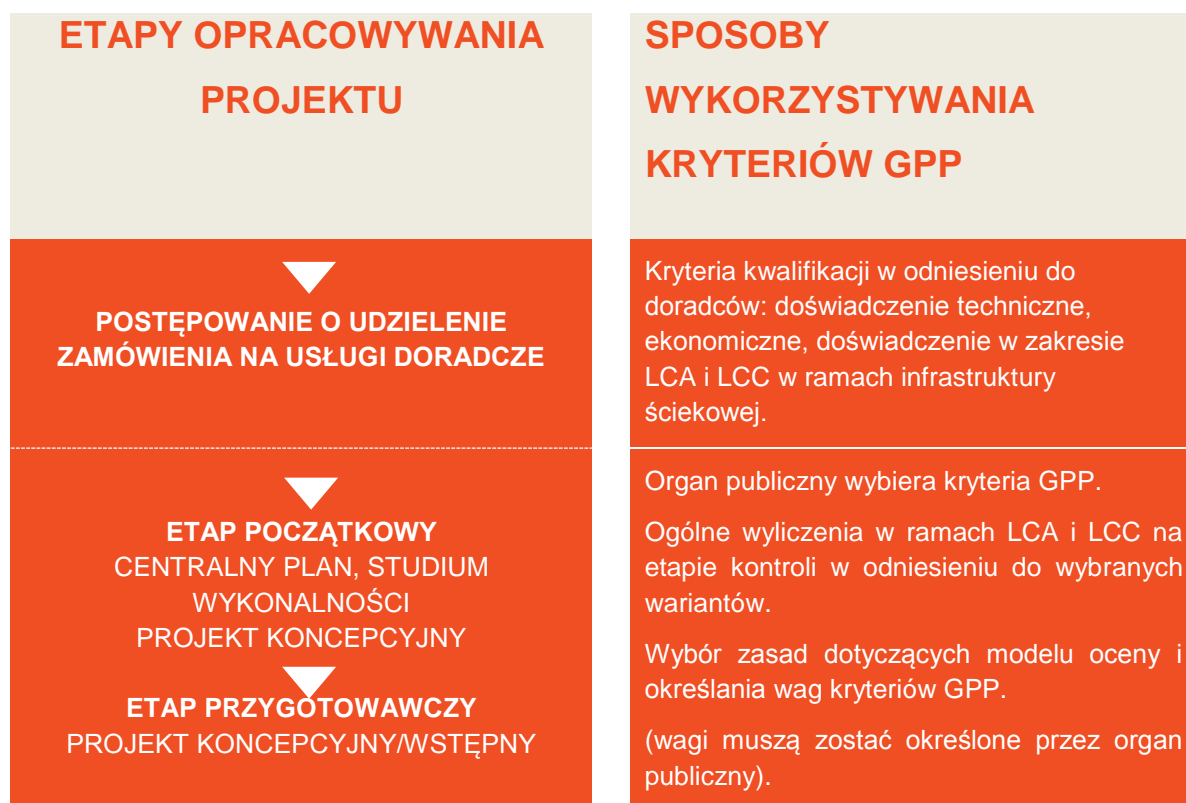 ETAPY OPRACOWYWANIA
PROJEKTU
SPOSOBY
WYKORZYSTYWANIA
KRYTERIÓW GPP
POSTĘPOWANIE O UDZIELENIE
ZAMÓWIENIA NA USŁUGI DORADCZE
Kryteria kwalifikacji w odniesieniu do
doradców: doświadczenie techniczne,
ekonomiczne, doświadczenie w zakresie
LCA i LCC w ramach infrastruktury
ściekowej.
ETAP POCZĄTKOWY
CENTRALNY PLAN, STUDIUM
WYKONALNOŚCI
PROJEKT KONCEPCYJNY
ETAP PRZYGOTOWAWCZY
PROJEKT KONCEPCYJNY/WSTĘPNY
Organ publiczny wybiera kryteria GPP.
Ogólne wyliczenia w ramach LCA i LCC na
etapie kontroli w odniesieniu do wybranych
wariantów.
Wybór zasad dotyczących modelu oceny i
określania wag kryteriów GPP.
(wagi muszą zostać określone przez organ
publiczny).